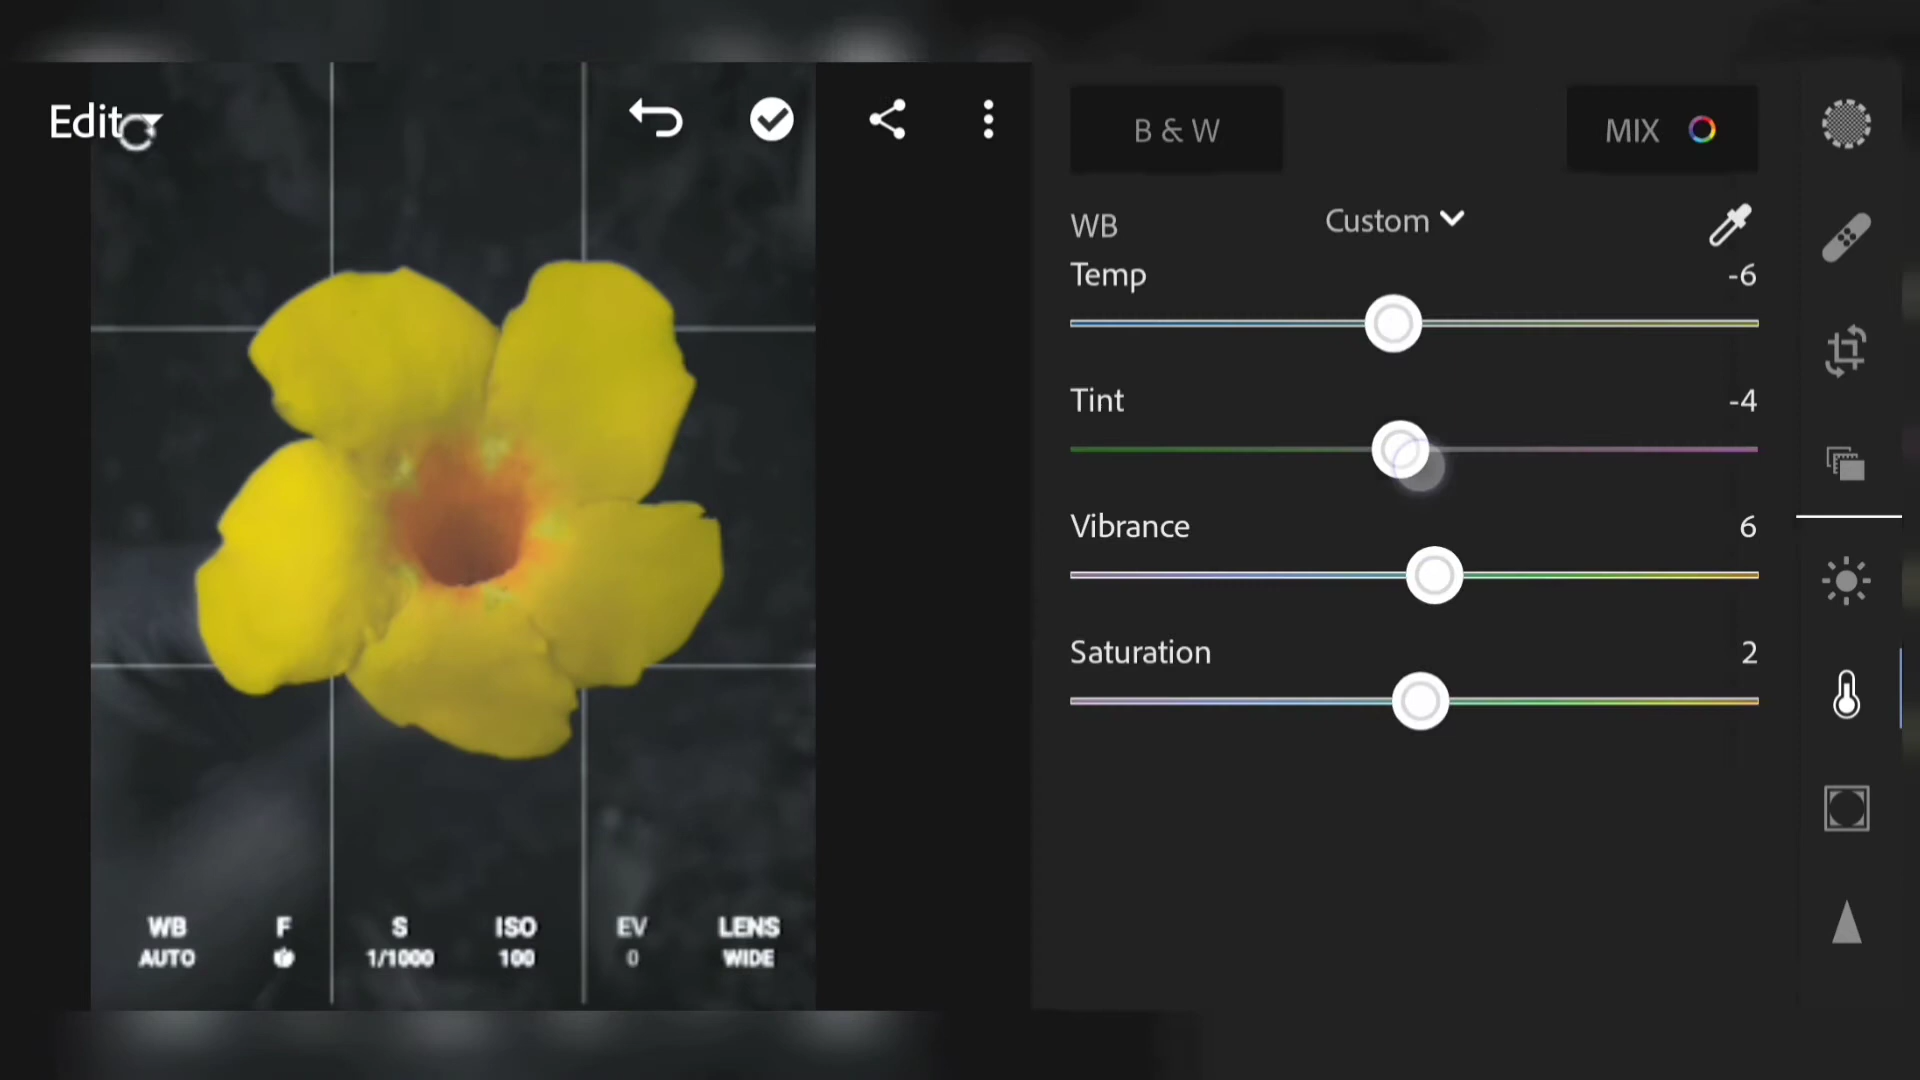 Edit
B & W
MIX
WB
Custom
Temp
-6
Tint
-4
Vibrance
6
Saturation
2
WB F S ISO EV LENS
AUTO 1/1000 100 0 WIDE